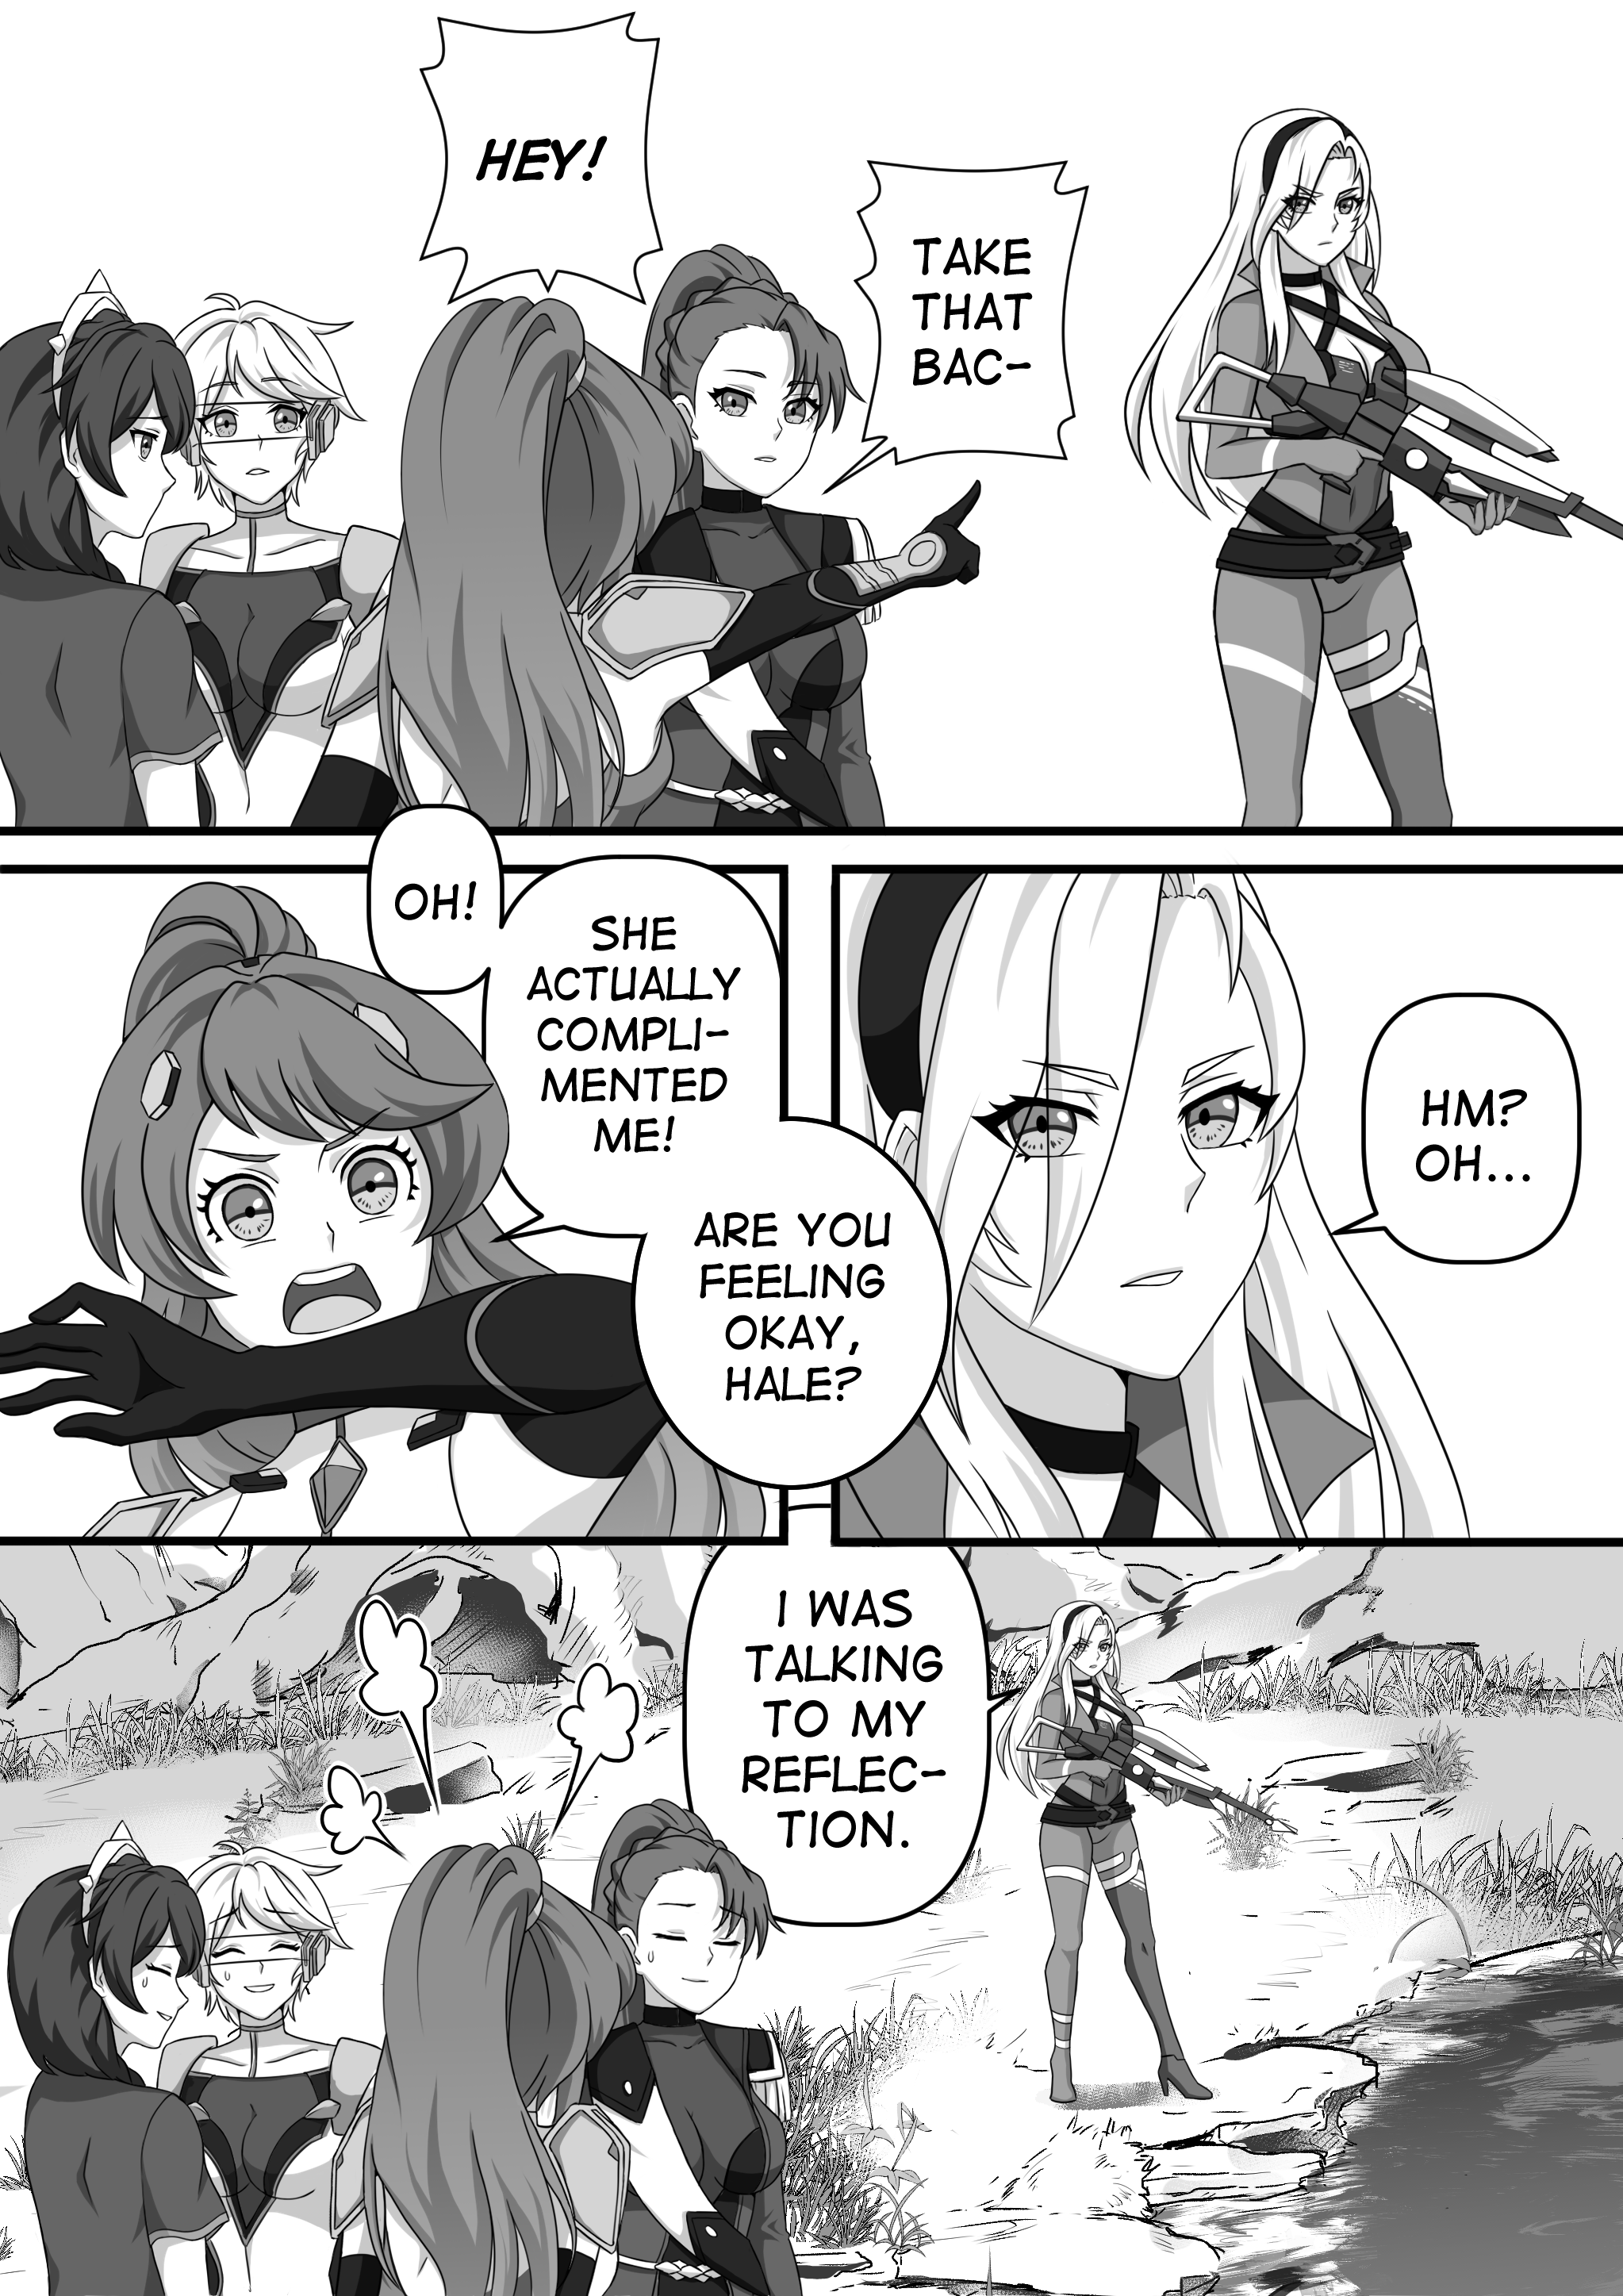 HEY!
TAKE
THAT
BAC-
OH!
SHE
ACTUALLY
COMPLI-
MENTED
ME!
ARE YOU
FEELING
OKAY,
HALE?
HM?
OH...
I WAS
TALKING
TO MY
REFLEC-
TION.